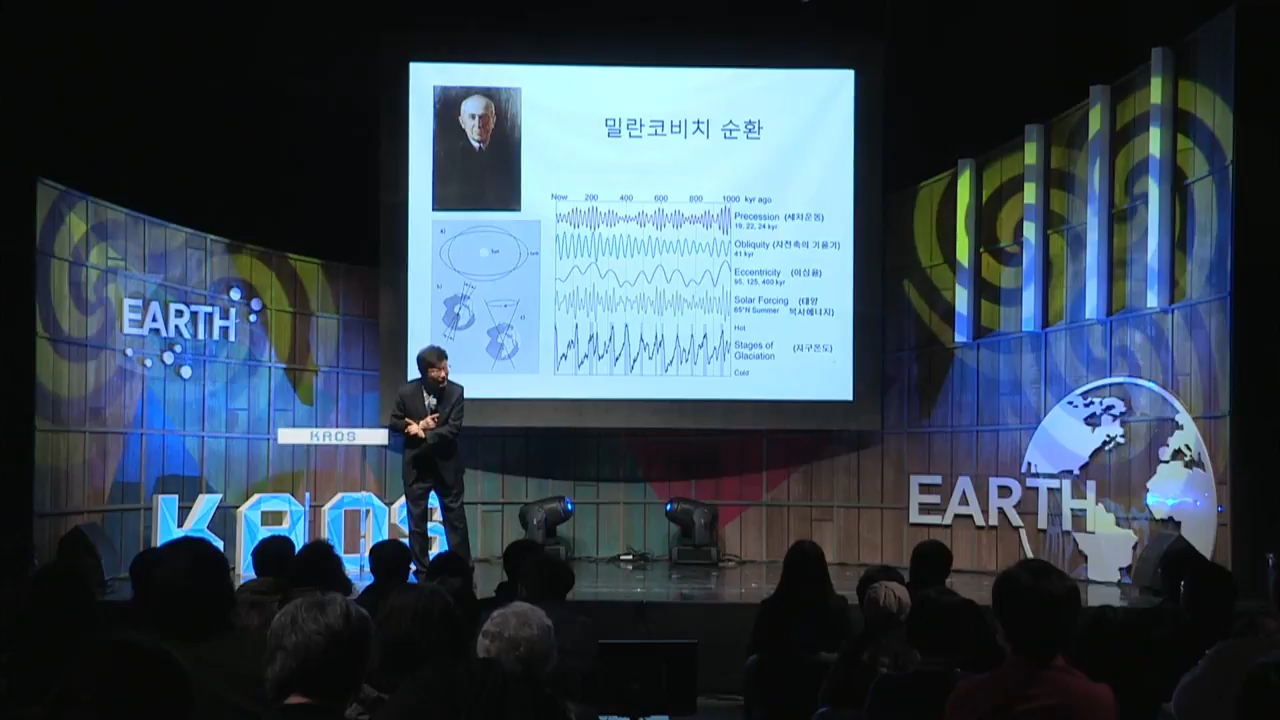 밀란코비치 순환
Now 200 400 600 800 1000 kyr ago
Precession (세차운동)
19, 22, 24 kyr
Obliquity (자전축의 기울기)
41 kyr
Eccentricity (이심률)
95, 125, 400 kyr
Solar Forcing (태양
65°N Summer 복사에너지)
Hot
Stages of (지구온도)
Glaciation
Cold
a)
Sun
b)
c)
EARTH
KAOS
KAOS
EARTH